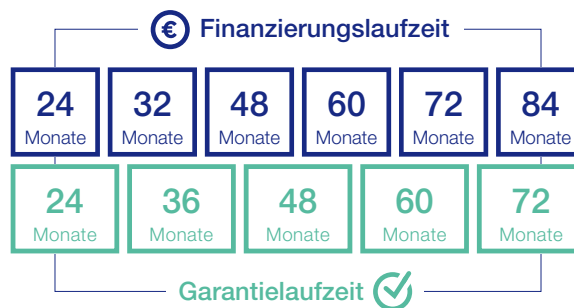 € Finanzierungslaufzeit
24 32 48 60 72 84
Monate Monate Monate Monate Monate Monate
24 36 48 60 72
Monate Monate Monate Monate Monate
Garantielaufzeit